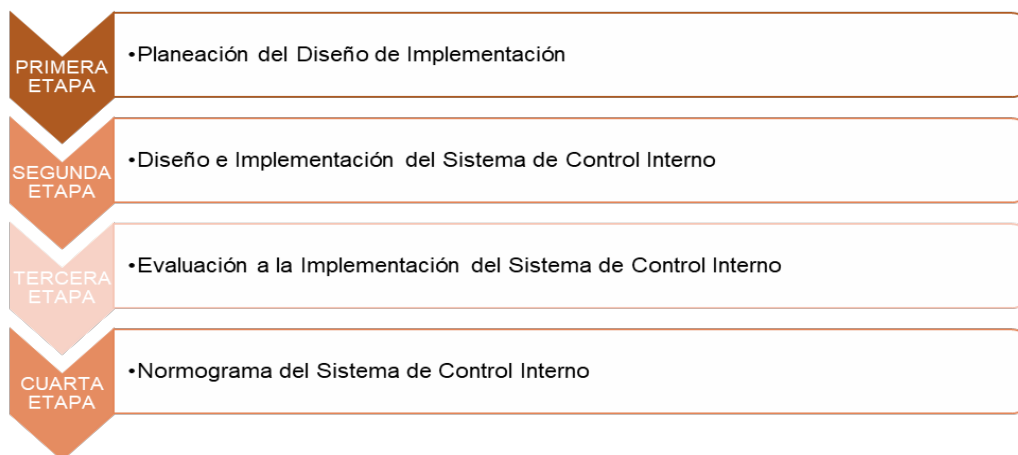 PRIMERA
ETAPA
•Planeación del Diseño de Implementación
SEGUNDA
ETAPA
•Diseño e Implementación del Sistema de Control Interno
TERCERA
ETAPA
•Evaluación a la Implementación del Sistema de Control Interno
CUARTA
ETAPA
•Normograma del Sistema de Control Interno